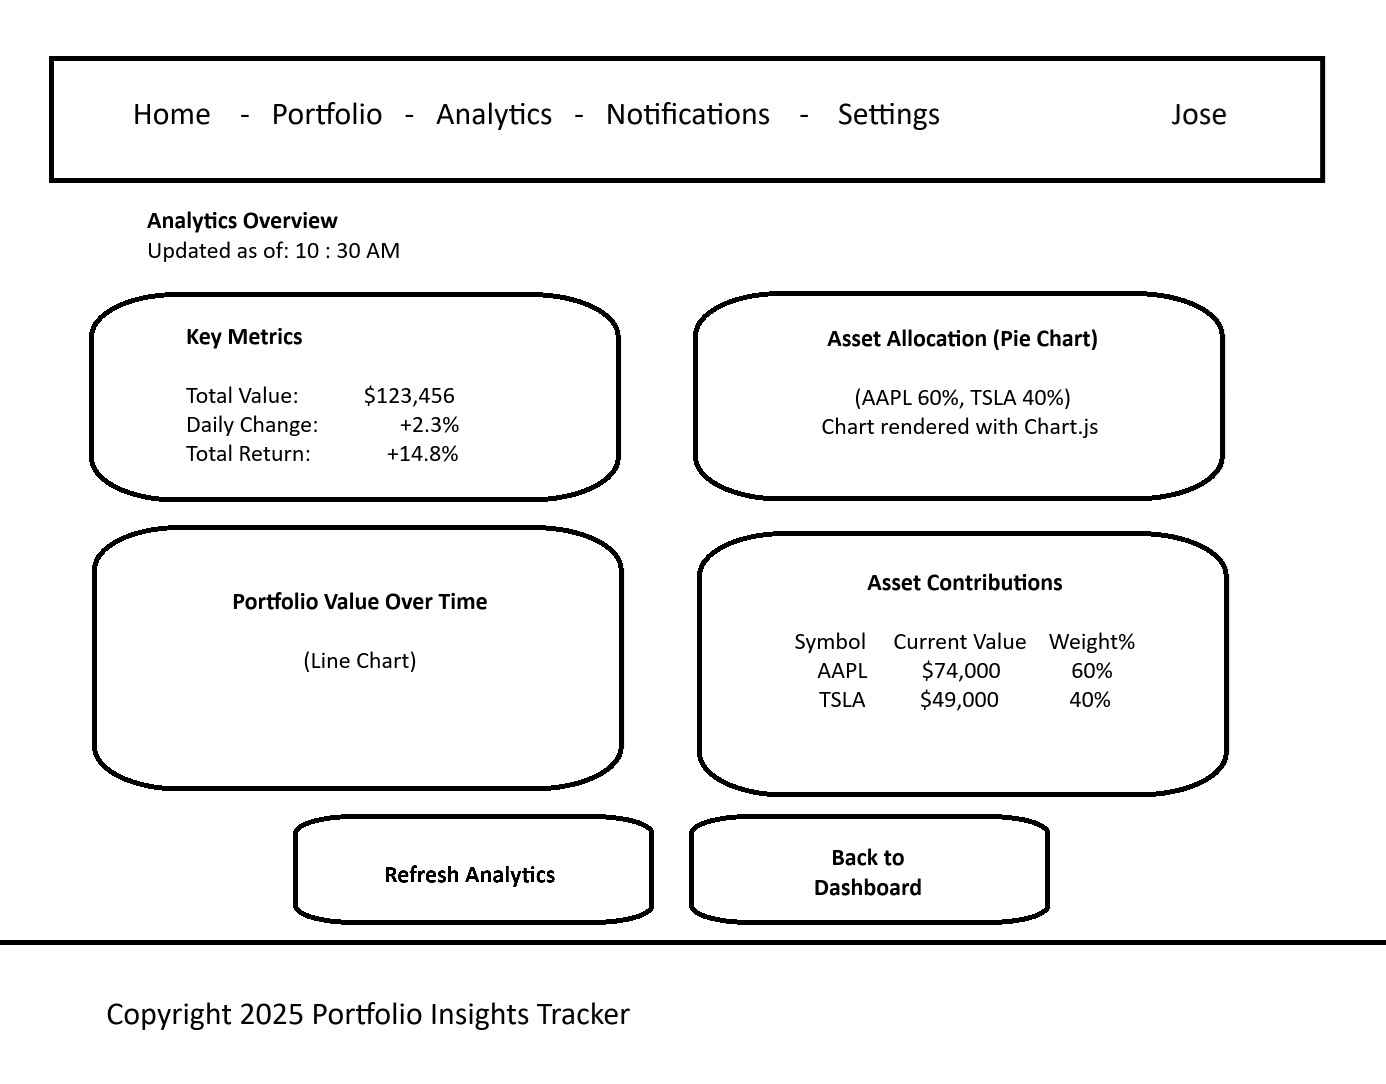 Home - Portfolio - Analytics - Notifications - Settings Jose
Analytics Overview
Updated as of: 10 : 30 AM
Key Metrics
Total Value: $123,456
Daily Change: +2.3%
Total Return: +14.8%
Asset Allocation (Pie Chart)
(AAPL 60%, TSLA 40%)
Chart rendered with Chart.js
Portfolio Value Over Time
(Line Chart)
Asset Contributions
Symbol Current Value Weight%
AAPL $74,000 60%
TSLA $49,000 40%
Refresh Analytics
Back to
Dashboard
Copyright 2025 Portfolio Insights Tracker